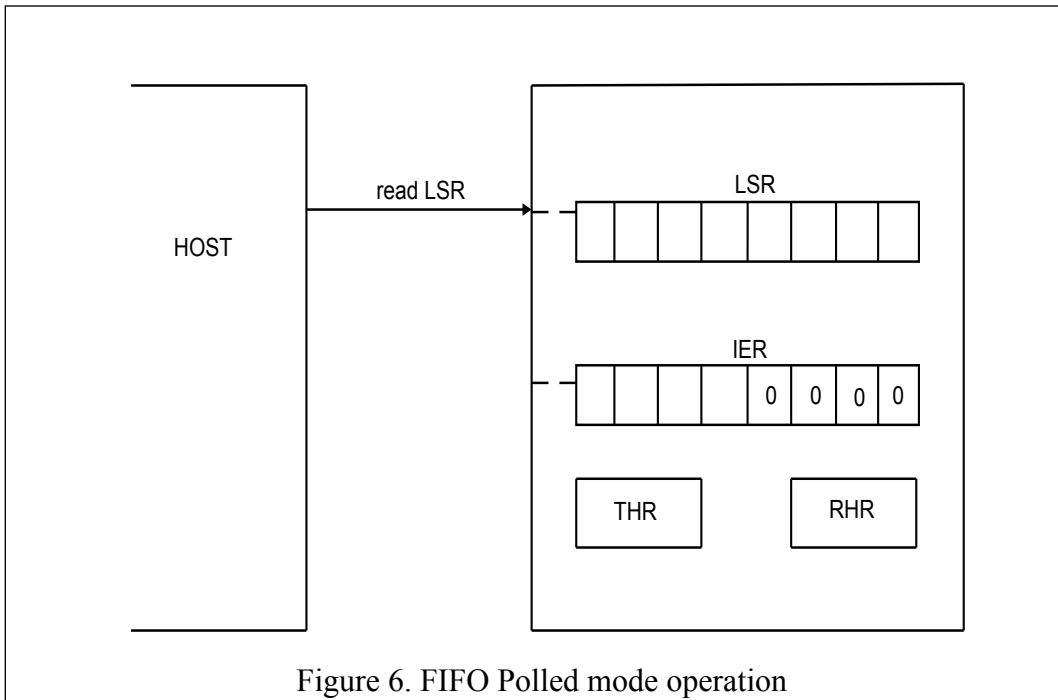 read LSR
LSR
HOST
IER
0 0 0 0
THR
RHR
Figure 6. FIFO Polled mode operation